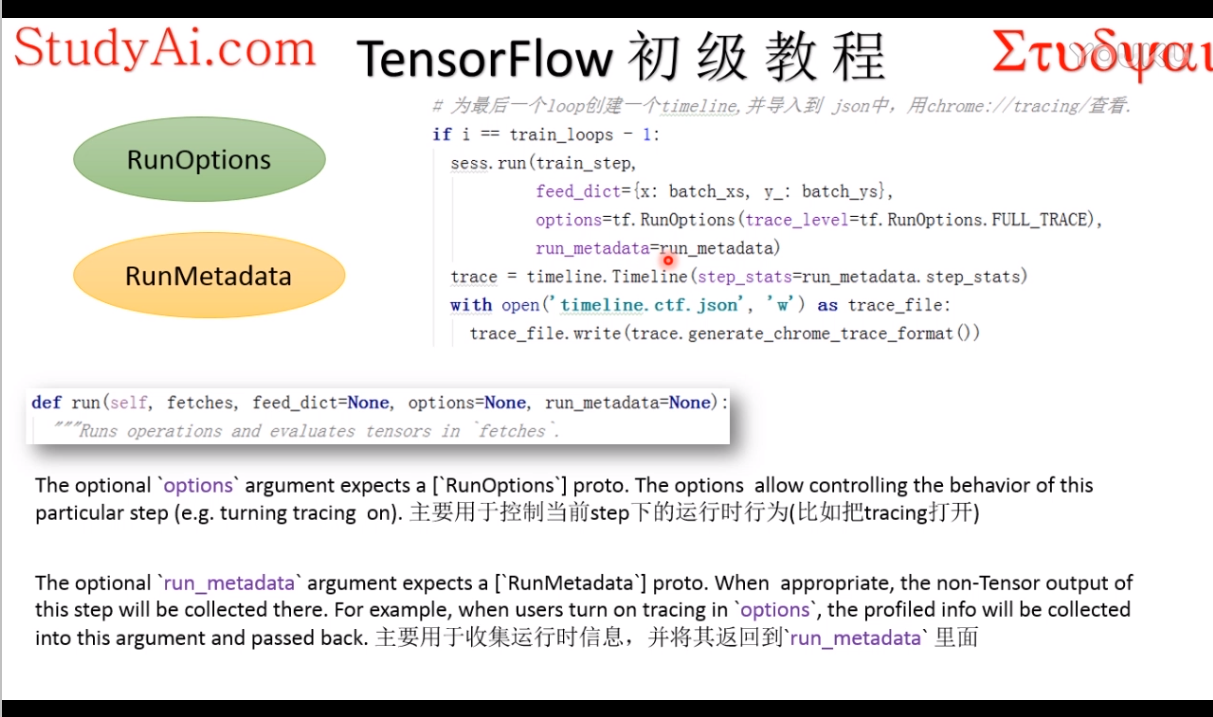 StudyAi.com TensorFlow 初级教程 Στυδψαι
YOUKU
RunOptions
RunMetadata
# 为最后一个loop创建一个timeline,并导入到 json中，用chrome://tracing/查看.
if i == train_loops - 1:
sess.run(train_step,
feed_dict={x: batch_xs, y_: batch_ys},
options=tf.RunOptions(trace_level=tf.RunOptions.FULL_TRACE),
run_metadata=run_metadata)
trace = timeline.Timeline(step_stats=run_metadata.step_stats)
with open('timeline.ctf.json', 'w') as trace_file:
trace_file.write(trace.generate_chrome_trace_format())
def run(self, fetches, feed_dict=None, options=None, run_metadata=None):
"""Runs operations and evaluates tensors in `fetches`.
The optional `options` argument expects a [`RunOptions`] proto. The options allow controlling the behavior of this
particular step (e.g. turning tracing on). 主要用于控制当前step下的运行时行为(比如把tracing打开)
The optional `run_metadata` argument expects a [`RunMetadata`] proto. When appropriate, the non-Tensor output of
this step will be collected there. For example, when users turn on tracing in `options`, the profiled info will be collected
into this argument and passed back. 主要用于收集运行时信息，并将其返回到`run_metadata` 里面